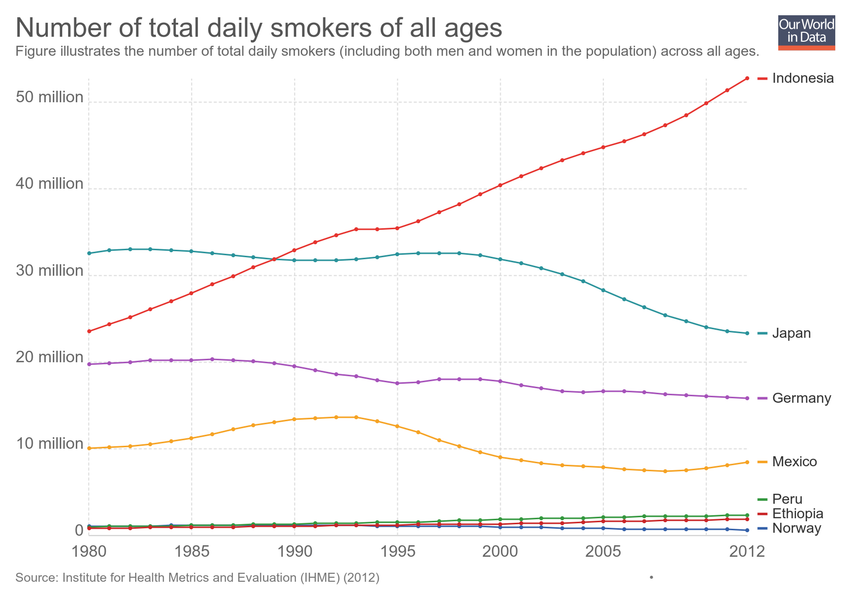 Number of total daily smokers of all ages
Our World
in Data
Figure illustrates the number of total daily smokers (including both men and women in the population) across all ages.
Indonesia
50 million
40 million
30 million
Japan
20 million
Germany
10 million
Mexico
Peru
Ethiopia
Norway
0
1980 1985 1990 1995 2000 2005 2012
Source: Institute for Health Metrics and Evaluation (IHME) (2012)